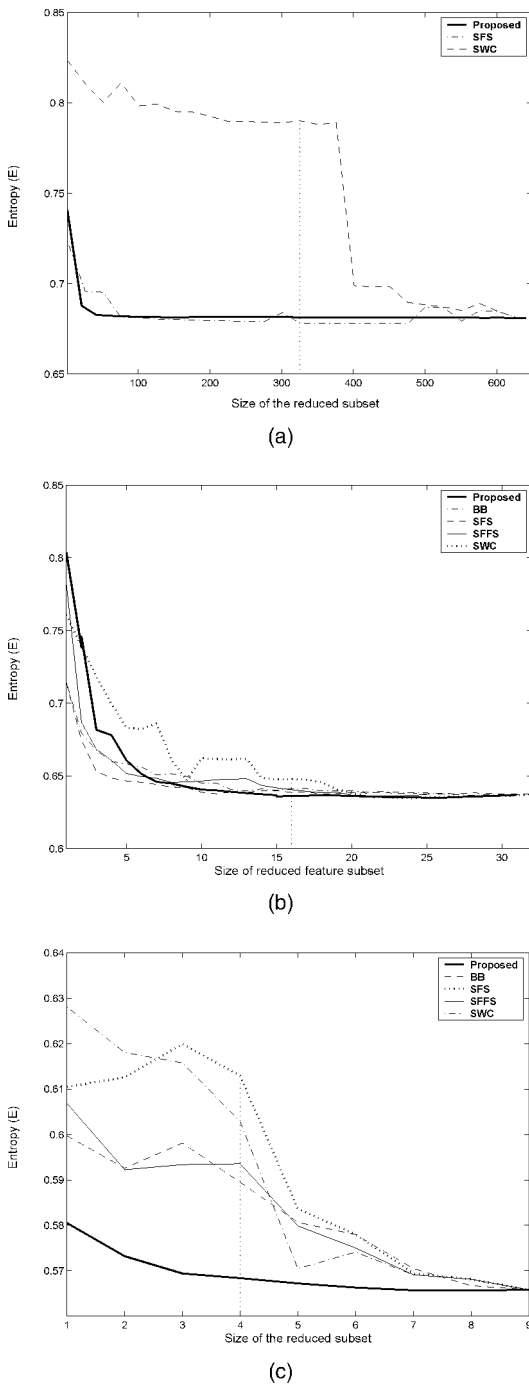 0.85
0.8
0.75
0.7
0.65
Entropy (E)
Proposed
SFS
SWC
100 200 300 400 500 600
Size of the reduced subset
(a)
0.85
0.8
0.75
0.7
0.65
0.6
Entropy (E)
Proposed
BB
SFS
SFFS
SWC
5 10 15 20 25 30
Size of reduced feature subset
(b)
0.64
0.63
0.62
0.61
0.6
0.59
0.58
0.57
Entropy (E)
Proposed
BB
SFS
SFFS
SWC
1 2 3 4 5 6 7 8 9
Size of the reduced subset
(c)